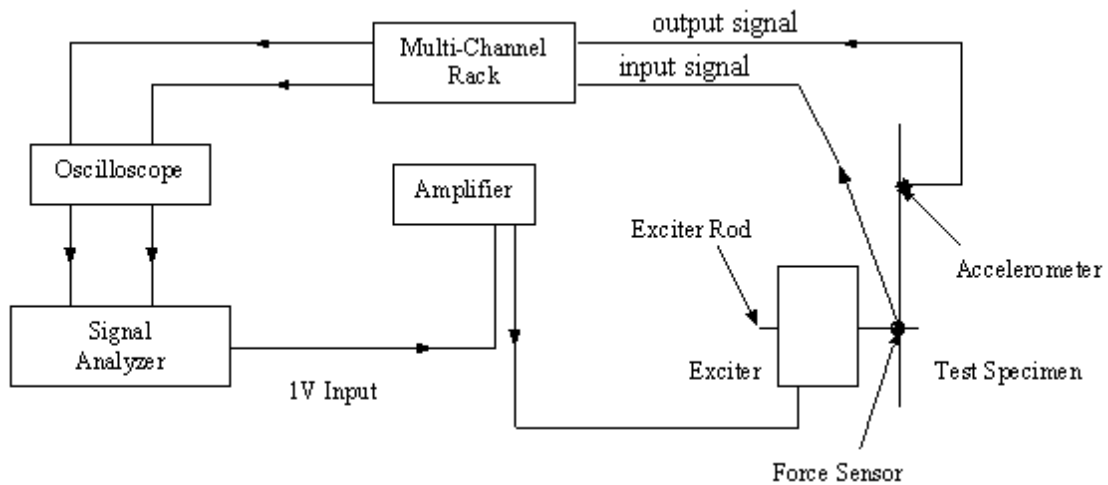 output signal
Multi-Channel
Rack
input signal
Oscilloscope
Amplifier
Exciter Rod
Accelerometer
Signal
Analyzer
Exciter
Test Specimen
1V Input
Force Sensor